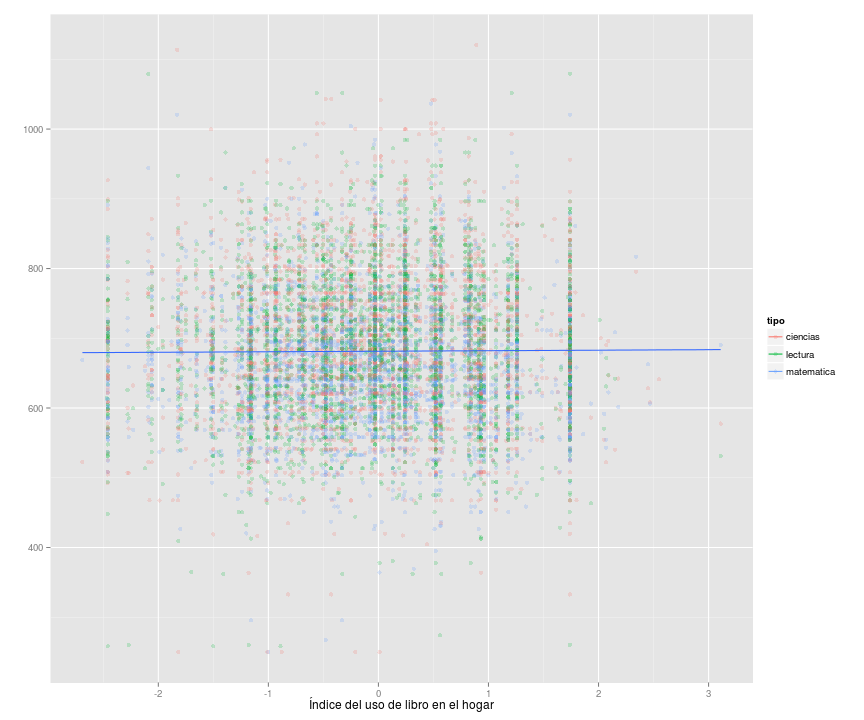 1000
800
600
400
-2
-1
0
1
2
3
Índice del uso de libro en el hogar
tipo
ciencias
lectura
matematica